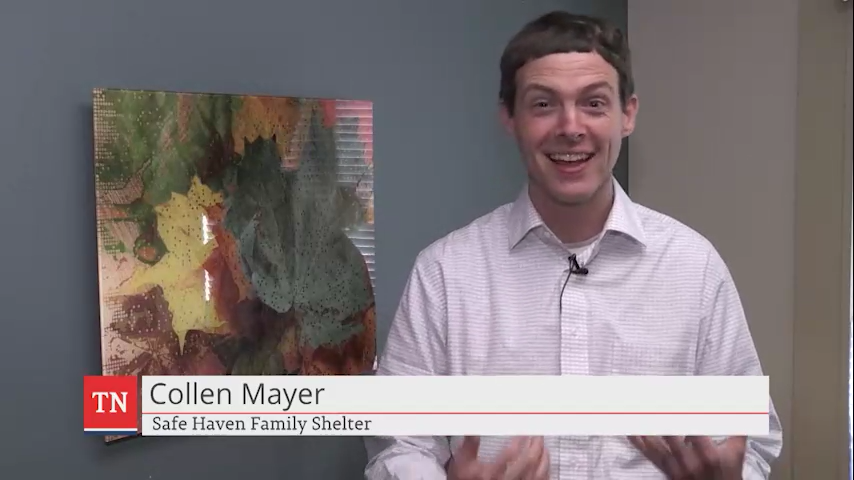 TN
Collen Mayer
Safe Haven Family Shelter